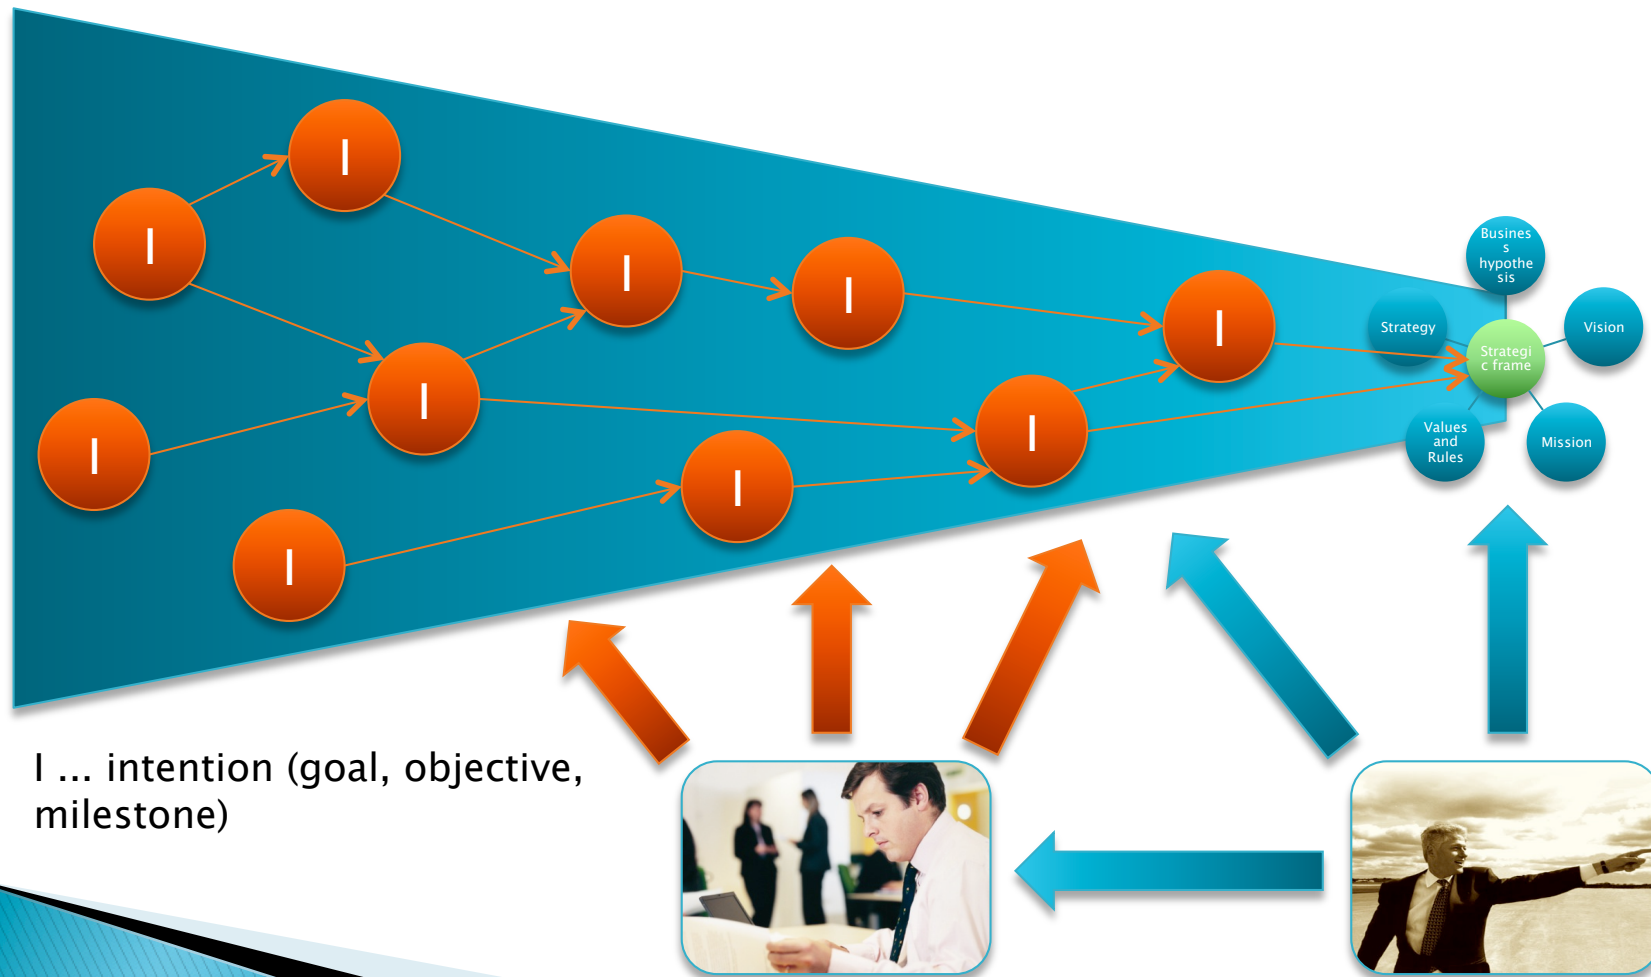 I
I
I
I
I
I
I
I
I
I
Busines
s
hypothe
sis
Strategy
Vision
Strategi
c frame
Values
and
Rules
Mission
I ... intention (goal, objective,
milestone)